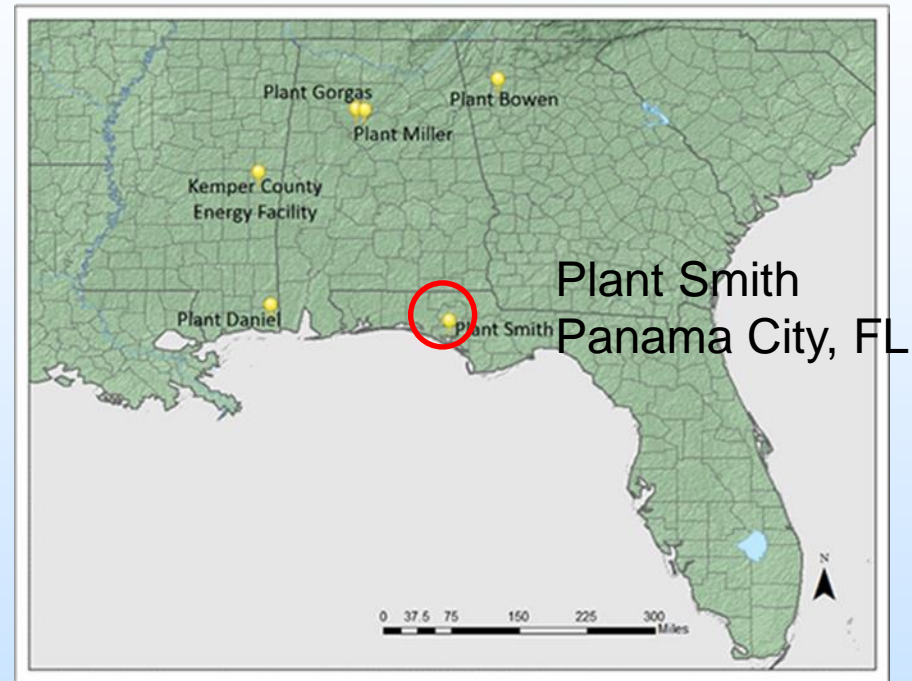 Plant Gorgas
Plant Bowen
Plant Miller
Kemper County
Energy Facility
Plant Smith
Panama City, FL
Plant Daniel
Plant Smith
N
0 37.5 75 150 225 300
Miles